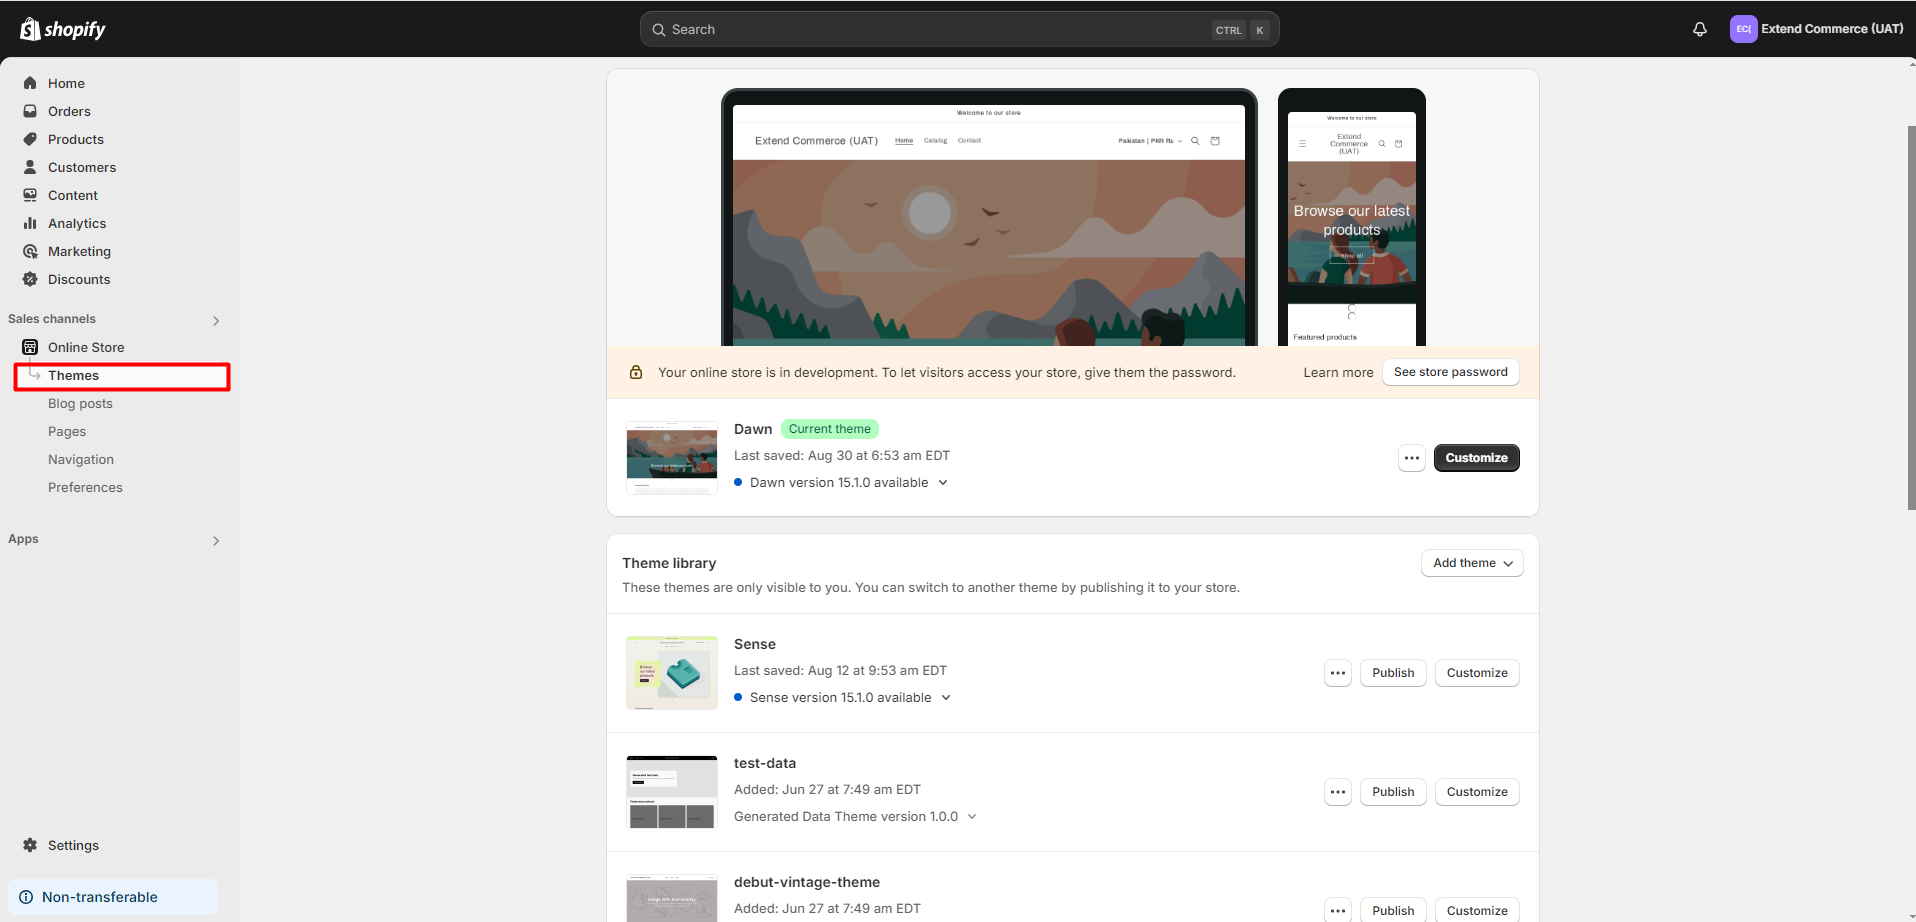 shopify
Search
CTRL K
EC(
Extend Commerce (UAT)
Home
Orders
Products
Customers
Content
Analytics
Marketing
Discounts
Sales channels
Online Store
Themes
Blog posts
Pages
Navigation
Preferences
Apps
Settings
Non-transferable
Welcome to our store
Extend Commerce (UAT) Home Catalog Contact Pakistan | PKR Rs
Welcome to our store
Extend
Commerce
(UAT)
Browse our latest
products
Shop all
Featured products
Your online store is in development. To let visitors access your store, give them the password.
Learn more
See store password
Dawn Current theme
Last saved: Aug 30 at 6:53 am EDT
Dawn version 15.1.0 available
Customize
Theme library
Add theme
These themes are only visible to you. You can switch to another theme by publishing it to your store.
Browse
our latest
products
Sense
Last saved: Aug 12 at 9:53 am EDT
Sense version 15.1.0 available
Publish Customize
test-data
Added: Jun 27 at 7:49 am EDT
Generated Data Theme version 1.0.0
Publish Customize
debut-vintage-theme
Added: Jun 27 at 7:49 am EDT
Publish Customize